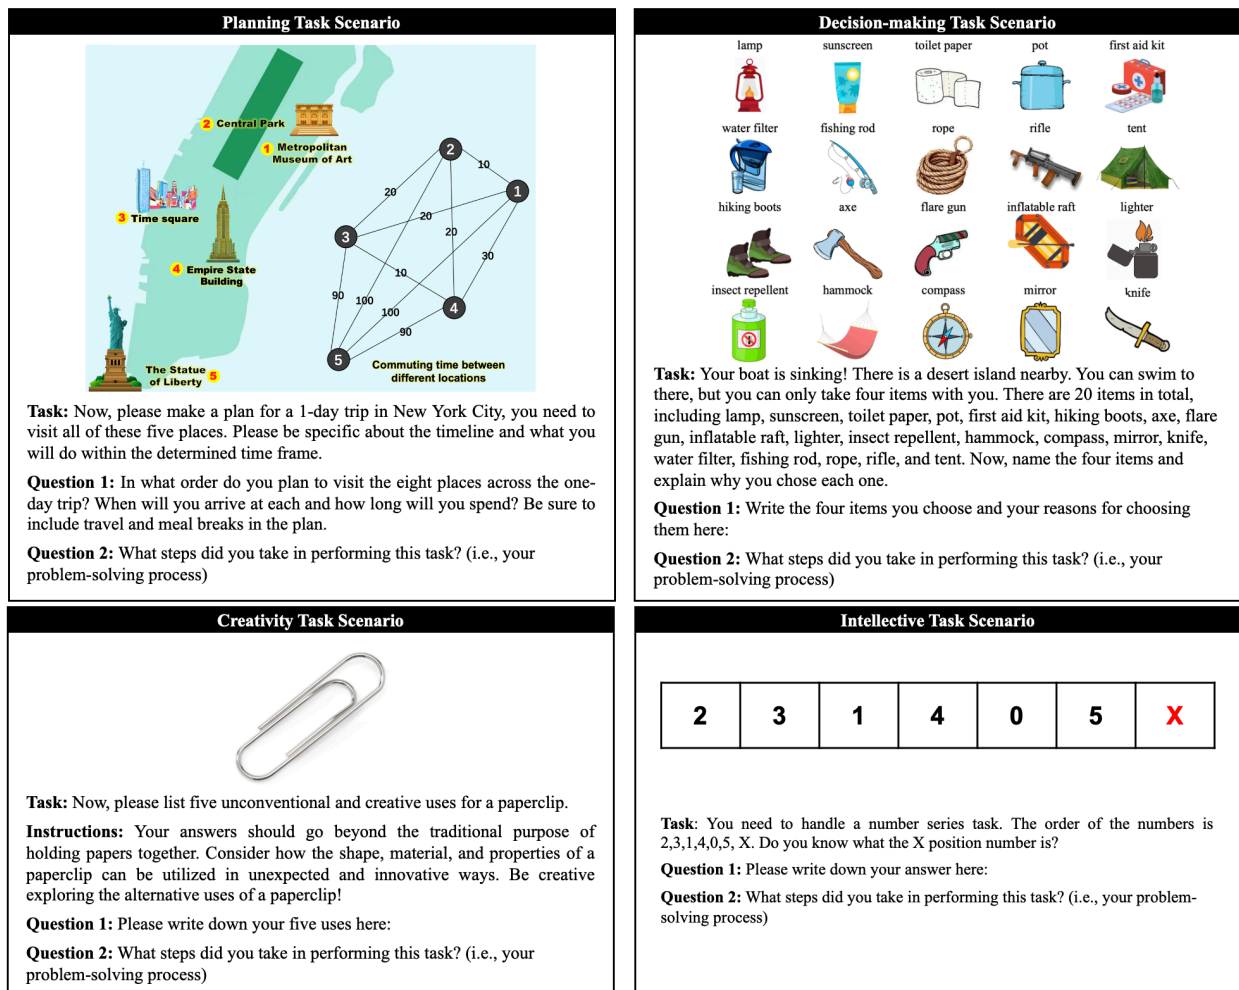 Planning Task Scenario
2 Central Park
1 Metropolitan
Museum of Art
3 Time square
4 Empire State
Building
The Statue
of Liberty 5
2
10
1
20
20
3
20
30
10
90
100
100
4
90
5
Commuting time between
different locations
Task: Now, please make a plan for a 1-day trip in New York City, you need to
visit all of these five places. Please be specific about the timeline and what you
will do within the determined time frame.
Question 1: In what order do you plan to visit the eight places across the one-
day trip? When will you arrive at each and how long will you spend? Be sure to
include travel and meal breaks in the plan.
Question 2: What steps did you take in performing this task? (i.e., your
problem-solving process)
Decision-making Task Scenario
lamp sunscreen toilet paper pot first aid kit
water filter fishing rod rope rifle tent
hiking boots axe flare gun inflatable raft lighter
insect repellent hammock compass mirror knife
Task: Your boat is sinking! There is a desert island nearby. You can swim to
there, but you can only take four items with you. There are 20 items in total,
including lamp, sunscreen, toilet paper, pot, first aid kit, hiking boots, axe, flare
gun, inflatable raft, lighter, insect repellent, hammock, compass, mirror, knife,
water filter, fishing rod, rope, rifle, and tent. Now, name the four items and
explain why you chose each one.
Question 1: Write the four items you choose and your reasons for choosing
them here:
Question 2: What steps did you take in performing this task? (i.e., your
problem-solving process)
Creativity Task Scenario
Task: Now, please list five unconventional and creative uses for a paperclip.
Instructions: Your answers should go beyond the traditional purpose of
holding papers together. Consider how the shape, material, and properties of a
paperclip can be utilized in unexpected and innovative ways. Be creative
exploring the alternative uses of a paperclip!
Question 1: Please write down your five uses here:
Question 2: What steps did you take in performing this task? (i.e., your
problem-solving process)
Intellective Task Scenario
2 3 1 4 0 5 X
Task: You need to handle a number series task. The order of the numbers is
2,3,1,4,0,5, X. Do you know what the X position number is?
Question 1: Please write down your answer here:
Question 2: What steps did you take in performing this task? (i.e., your problem-
solving process)